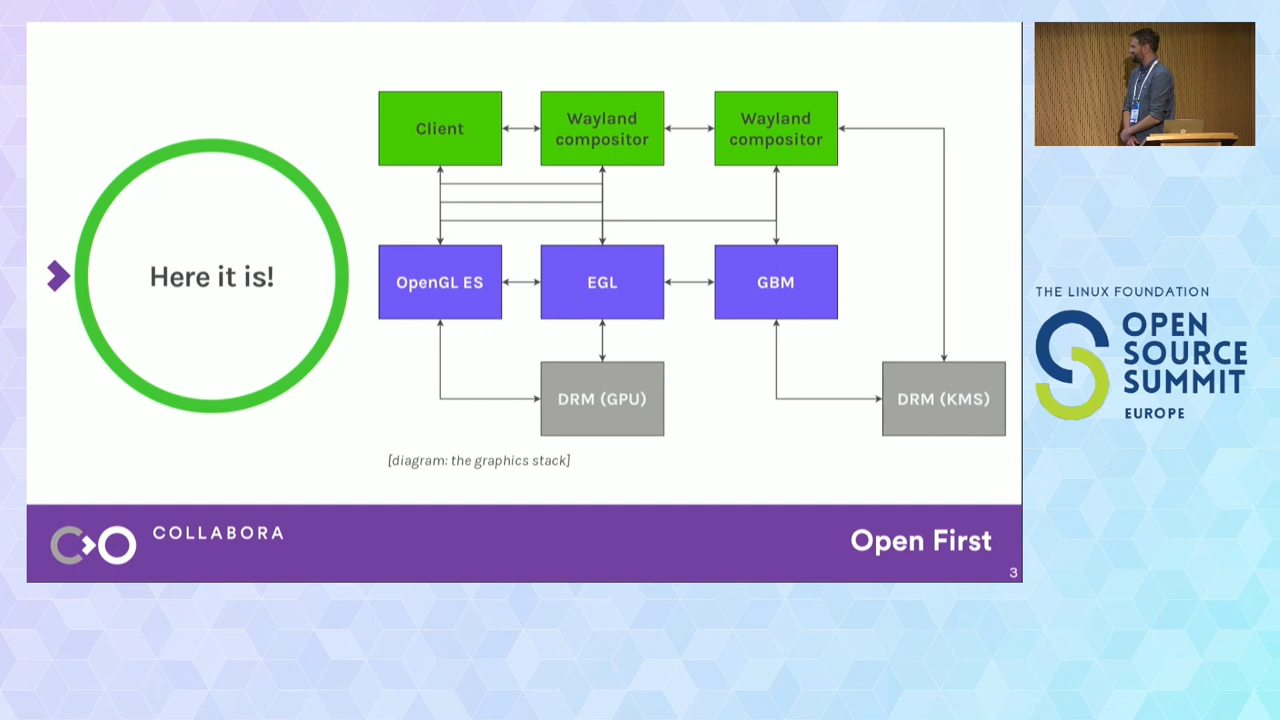 Here it is!
Client
Wayland
compositor
Wayland
compositor
OpenGL ES
EGL
GBM
DRM (GPU)
DRM (KMS)
[diagram: the graphics stack]
COLLABORA
Open First
3
THE LINUX FOUNDATION
OPEN
SOURCE
SUMMIT
EUROPE